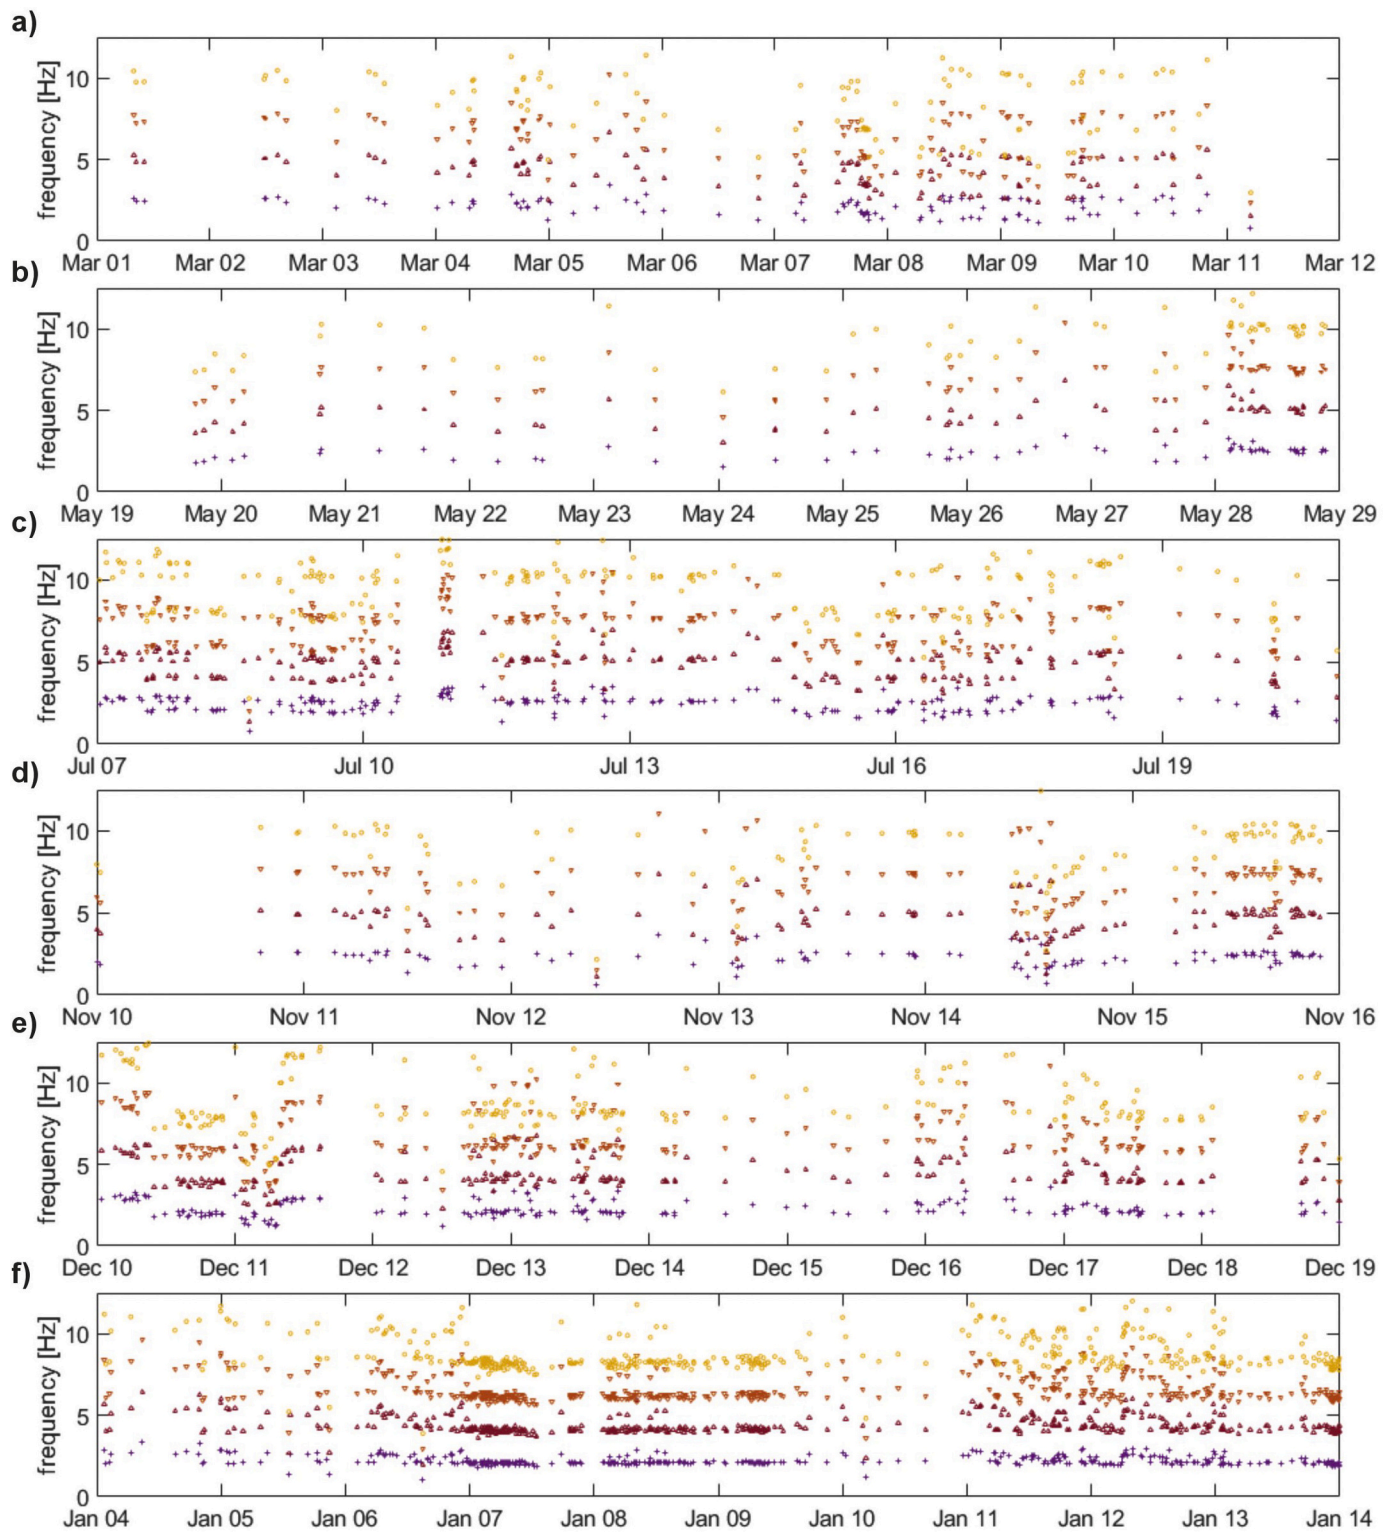 a)
frequency [Hz]
10
5
0
Mar 01 Mar 02 Mar 03 Mar 04 Mar 05 Mar 06 Mar 07 Mar 08 Mar 09 Mar 10 Mar 11 Mar 12
b)
frequency [Hz]
10
5
0
May 19 May 20 May 21 May 22 May 23 May 24 May 25 May 26 May 27 May 28 May 29
c)
frequency [Hz]
10
5
0
Jul 07 Jul 10 Jul 13 Jul 16 Jul 19
d)
frequency [Hz]
10
5
0
Nov 10 Nov 11 Nov 12 Nov 13 Nov 14 Nov 15 Nov 16
e)
frequency [Hz]
10
5
0
Dec 10 Dec 11 Dec 12 Dec 13 Dec 14 Dec 15 Dec 16 Dec 17 Dec 18 Dec 19
f)
frequency [Hz]
10
5
0
Jan 04 Jan 05 Jan 06 Jan 07 Jan 08 Jan 09 Jan 10 Jan 11 Jan 12 Jan 13 Jan 14